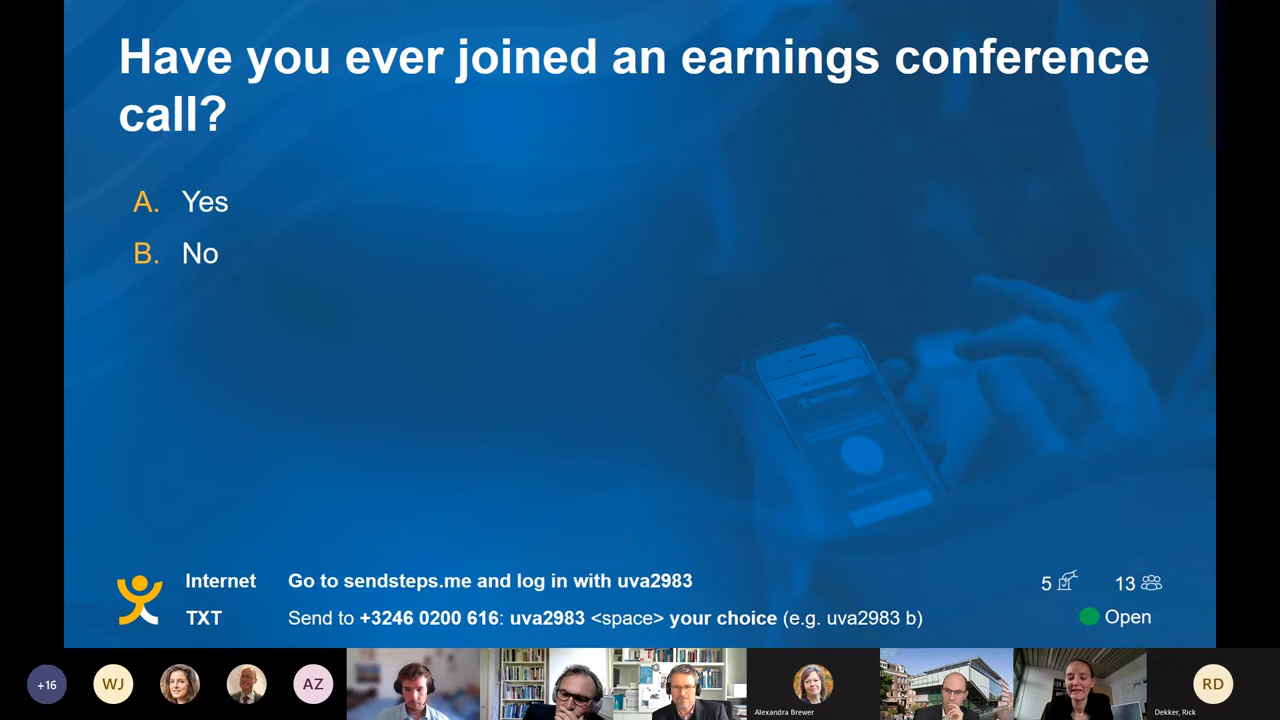 Have you ever joined an earnings conference
call?
A. Yes
B. No
Internet Go to sendsteps.me and log in with uva2983
TXT Send to +3246 0200 616: uva2983 <space> your choice (e.g. uva2983 b)
5 13
Open
+16
WJ
AZ
Alexandra Brewer
RD
Dekker, Rick